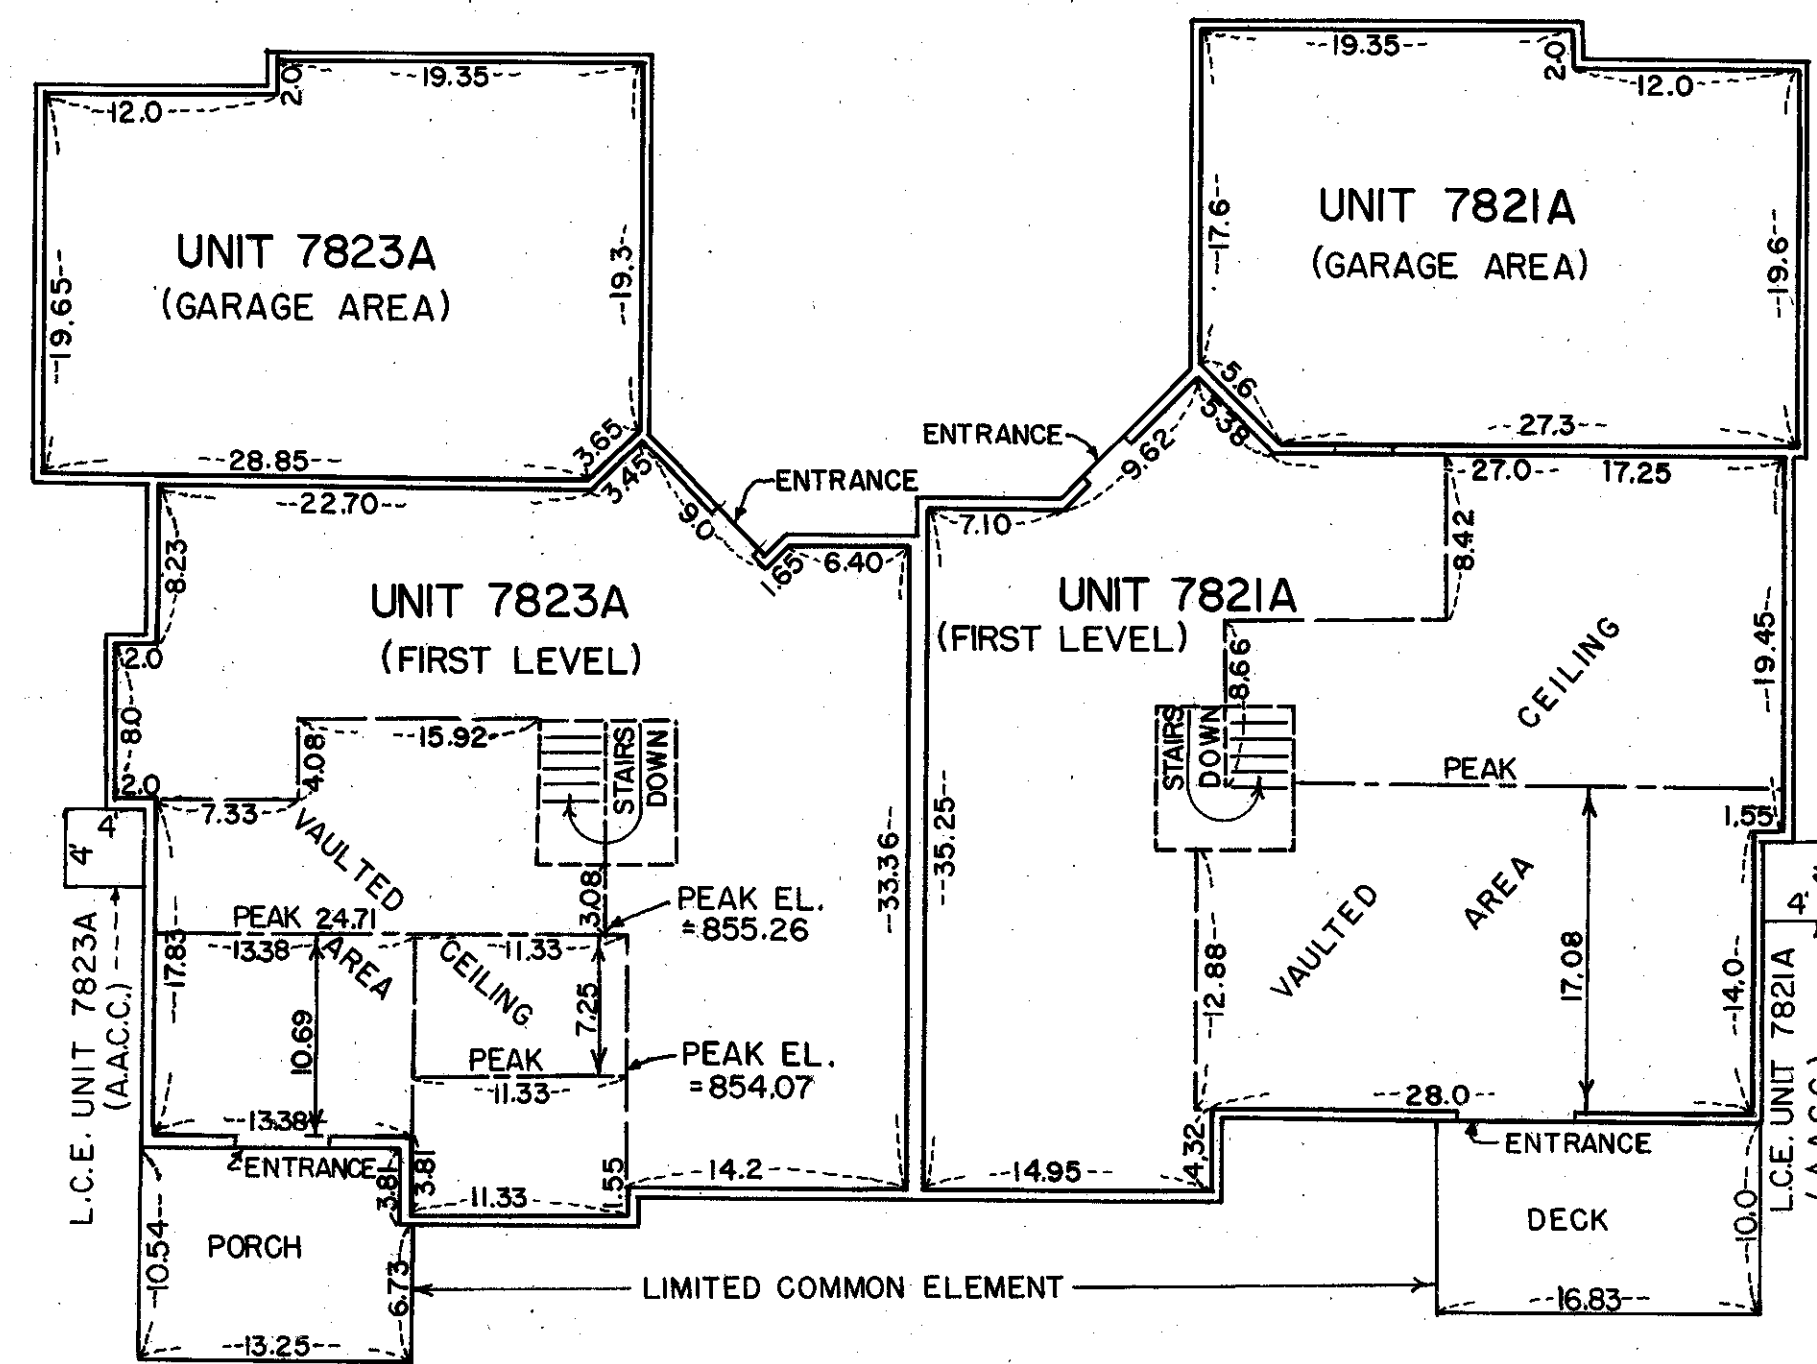 19.35
2.0
12.0
19.65
19.3
UNIT 7823A
(GARAGE AREA)
28.85
3.65
19.35
2.0
12.0
17.6
19.6
UNIT 7821A
(GARAGE AREA)
5.6
27.3
ENTRANCE
22.70
3.45
9.0
1.65
6.40
8.23
2.0
8.0
2.0
UNIT 7823A
(FIRST LEVEL)
15.92
4.08
7.33
STAIRS
DOWN
VAULTED
AREA
CEILING
33.36
3.08
PEAK 24.71
13.38
11.33
PEAK EL.
=855.26
17.83
10.69
7.25
PEAK
11.33
PEAK EL.
=854.07
13.38
ENTRANCE
3.81
3.81
11.33
1.55
14.2
4'
4'
L.C.E. UNIT 7823A
(A.A.C.C.)
10.54
PORCH
6.73
13.25
ENTRANCE
9.62
5.38
7.10
27.0
17.25
8.42
UNIT 7821A
(FIRST LEVEL)
8.66
19.45
CEILING
STAIRS
DOWN
PEAK
35.25
1.55
VAULTED
AREA
12.88
17.08
14.0
28.0
ENTRANCE
4.32
14.95
4'
L.C.E. UNIT 7821A
DECK
10.0
16.83
LIMITED COMMON ELEMENT